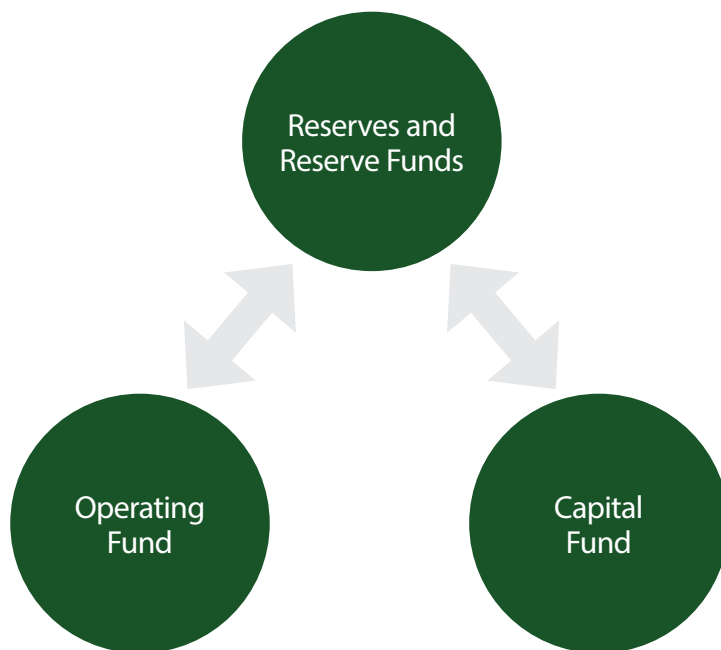 Reserves and
Reserve Funds
Operating
Fund
Capital
Fund